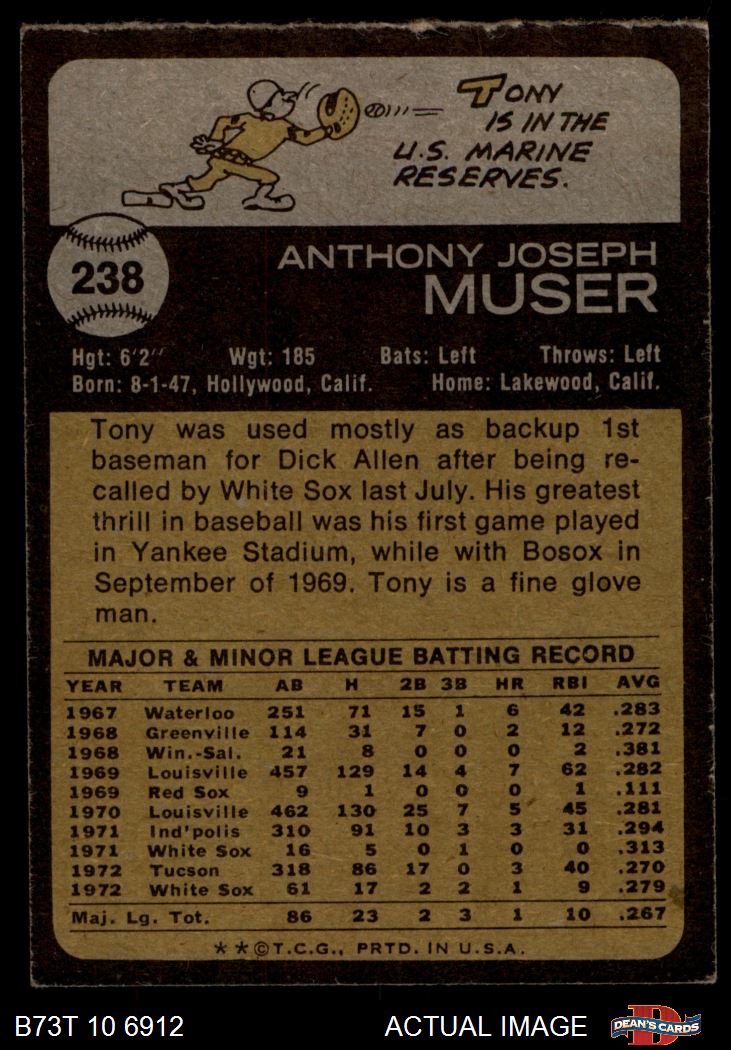 TONY
IS IN THE
U.S. MARINE
RESERVES.
238
ANTHONY JOSEPH
MUSER
Hgt: 6'2" Wgt: 185 Bats: Left Throws: Left
Born: 8-1-47, Hollywood, Calif. Home: Lakewood, Calif.
Tony was used mostly as backup 1st
baseman for Dick Allen after being re-
called by White Sox last July. His greatest
thrill in baseball was his first game played
in Yankee Stadium, while with Bosox in
September of 1969. Tony is a fine glove
man.
MAJOR & MINOR LEAGUE BATTING RECORD
YEAR TEAM AB H 2B 3B HR RBI AVG
1967 Waterloo 251 71 15 1 6 42 .283
1968 Greenville 114 31 7 0 2 12 .272
1968 Win.-Sal. 21 8 0 0 0 2 .381
1969 Louisville 457 129 14 4 7 62 .282
1969 Red Sox 9 1 0 0 0 1 .111
1970 Louisville 462 130 25 7 5 45 .281
1971 Ind'polis 310 91 10 3 3 31 .294
1971 White Sox 16 5 0 1 0 0 .313
1972 Tucson 318 86 17 0 3 40 .270
1972 White Sox 61 17 2 2 1 9 .279
Maj. Lg. Tot. 86 23 2 3 1 10 .267
**©T.C.G., PRTD. IN U.S.A.
B73T 10 6912 ACTUAL IMAGE D DEAN'S CARDS